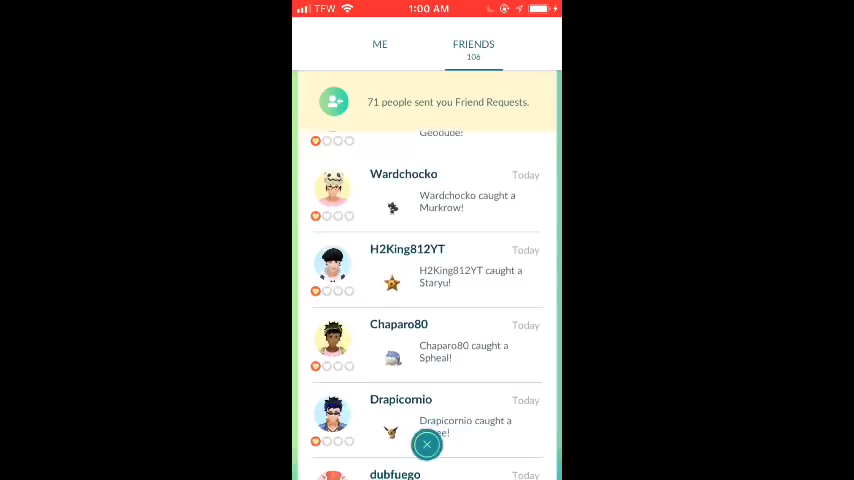 TFW
1:00 AM
ME
FRIENDS
106
71 people sent you Friend Requests.
Geodude!
Wardchocko
Today
Wardchocko caught a
Murkrow!
H2King812YT
Today
H2King812YT caught a
Staryu!
Chaparo80
Today
Chaparo80 caught a
Spheal!
Drapicornio
Today
Drapicornio caught a
dubfuego
Today